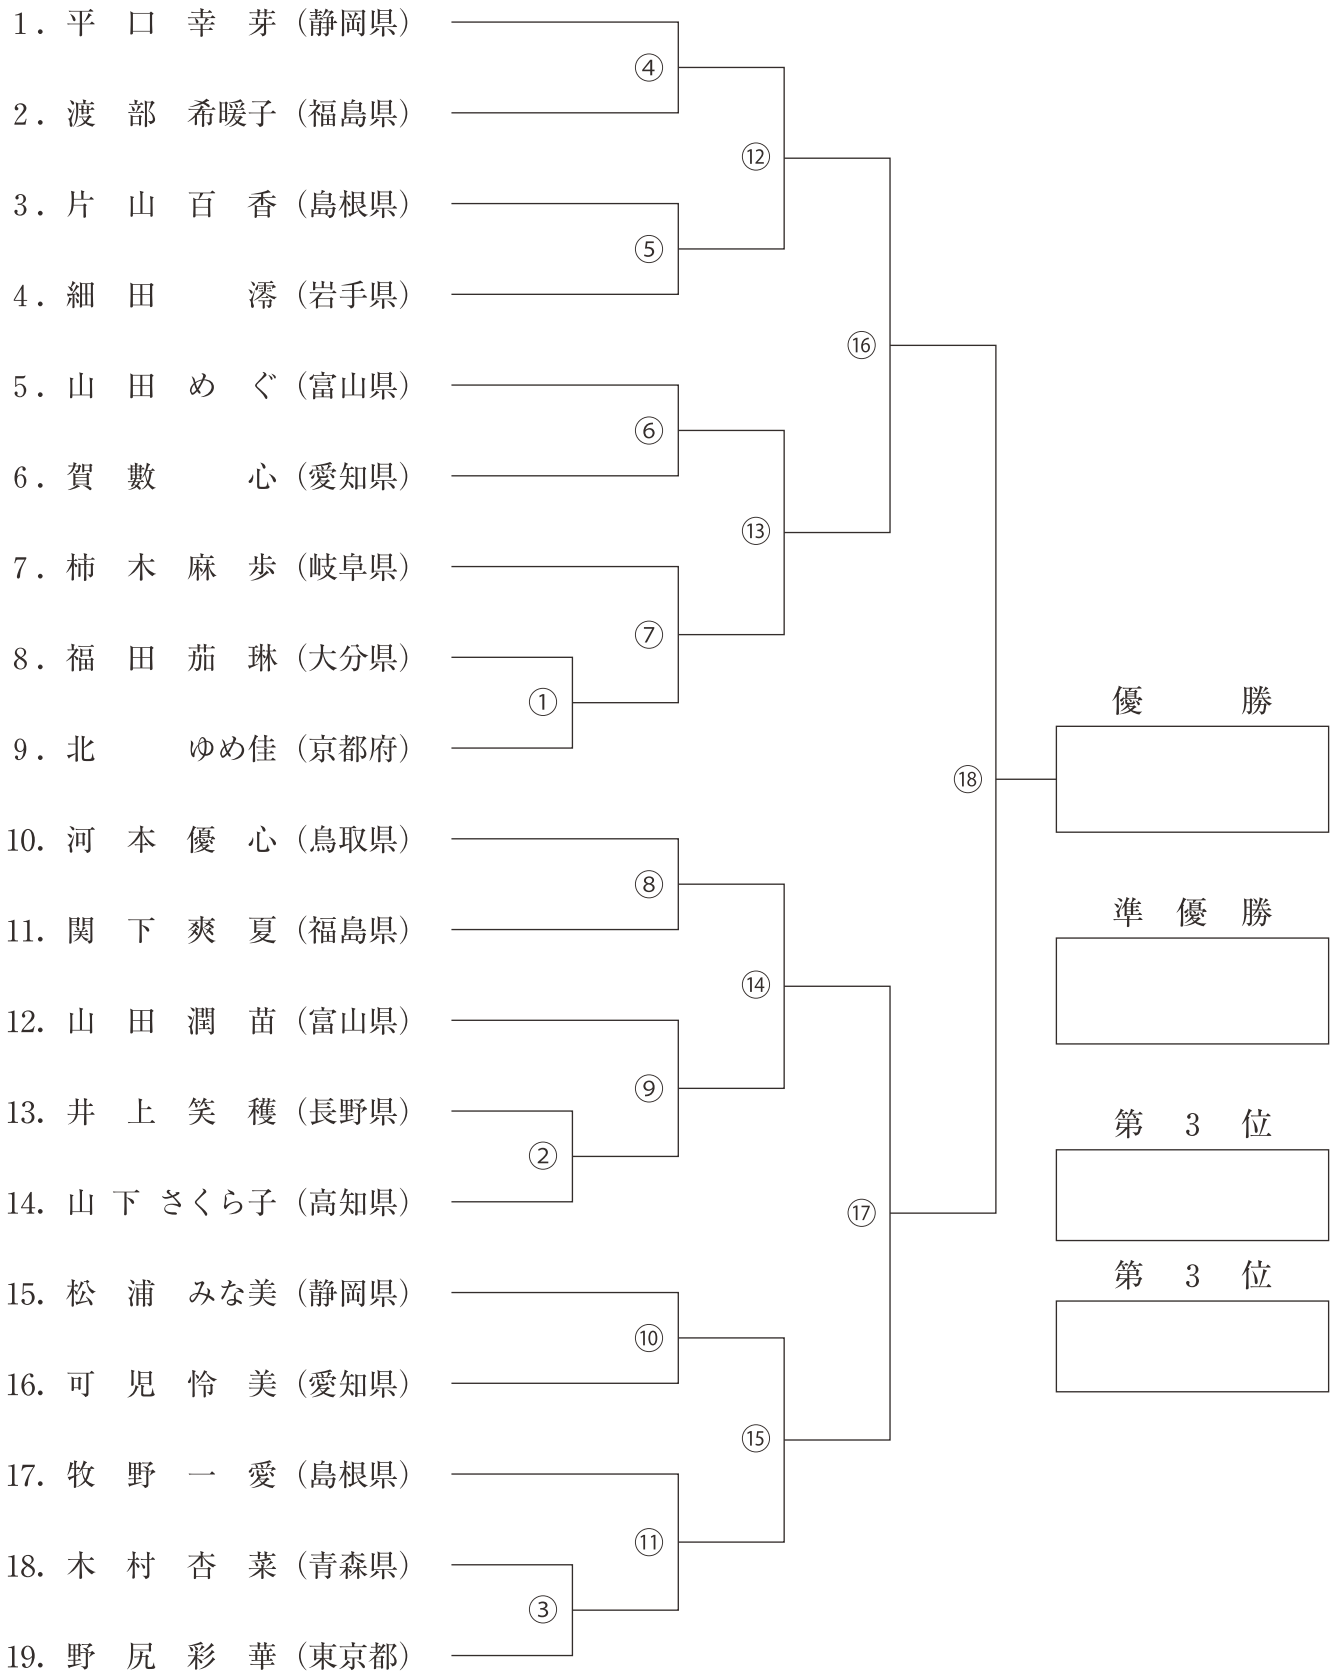 1．平口幸芽（静岡県）
④
2．渡部希暖子（福島県）
⑫
3．片山百香（島根県）
⑤
4．細田澪（岩手県）
⑯
5．山田めぐ（富山県）
⑥
6．賀數心（愛知県）
⑬
7．柿木麻歩（岐阜県）
⑦
8．福田茄琳（大分県）
①
9．北ゆめ佳（京都府）
優勝
⑱
10．河本優心（鳥取県）
⑧
11．関下爽夏（福島県）
準優勝
⑭
12．山田潤苗（富山県）
⑨
13．井上笑穫（長野県）
第3位
②
14．山下さくら子（高知県）
⑰
第3位
15．松浦みな美（静岡県）
⑩
16．可児怜美（愛知県）
⑮
17．牧野一愛（島根県）
⑪
18．木村杏菜（青森県）
③
19．野尻彩華（東京都）